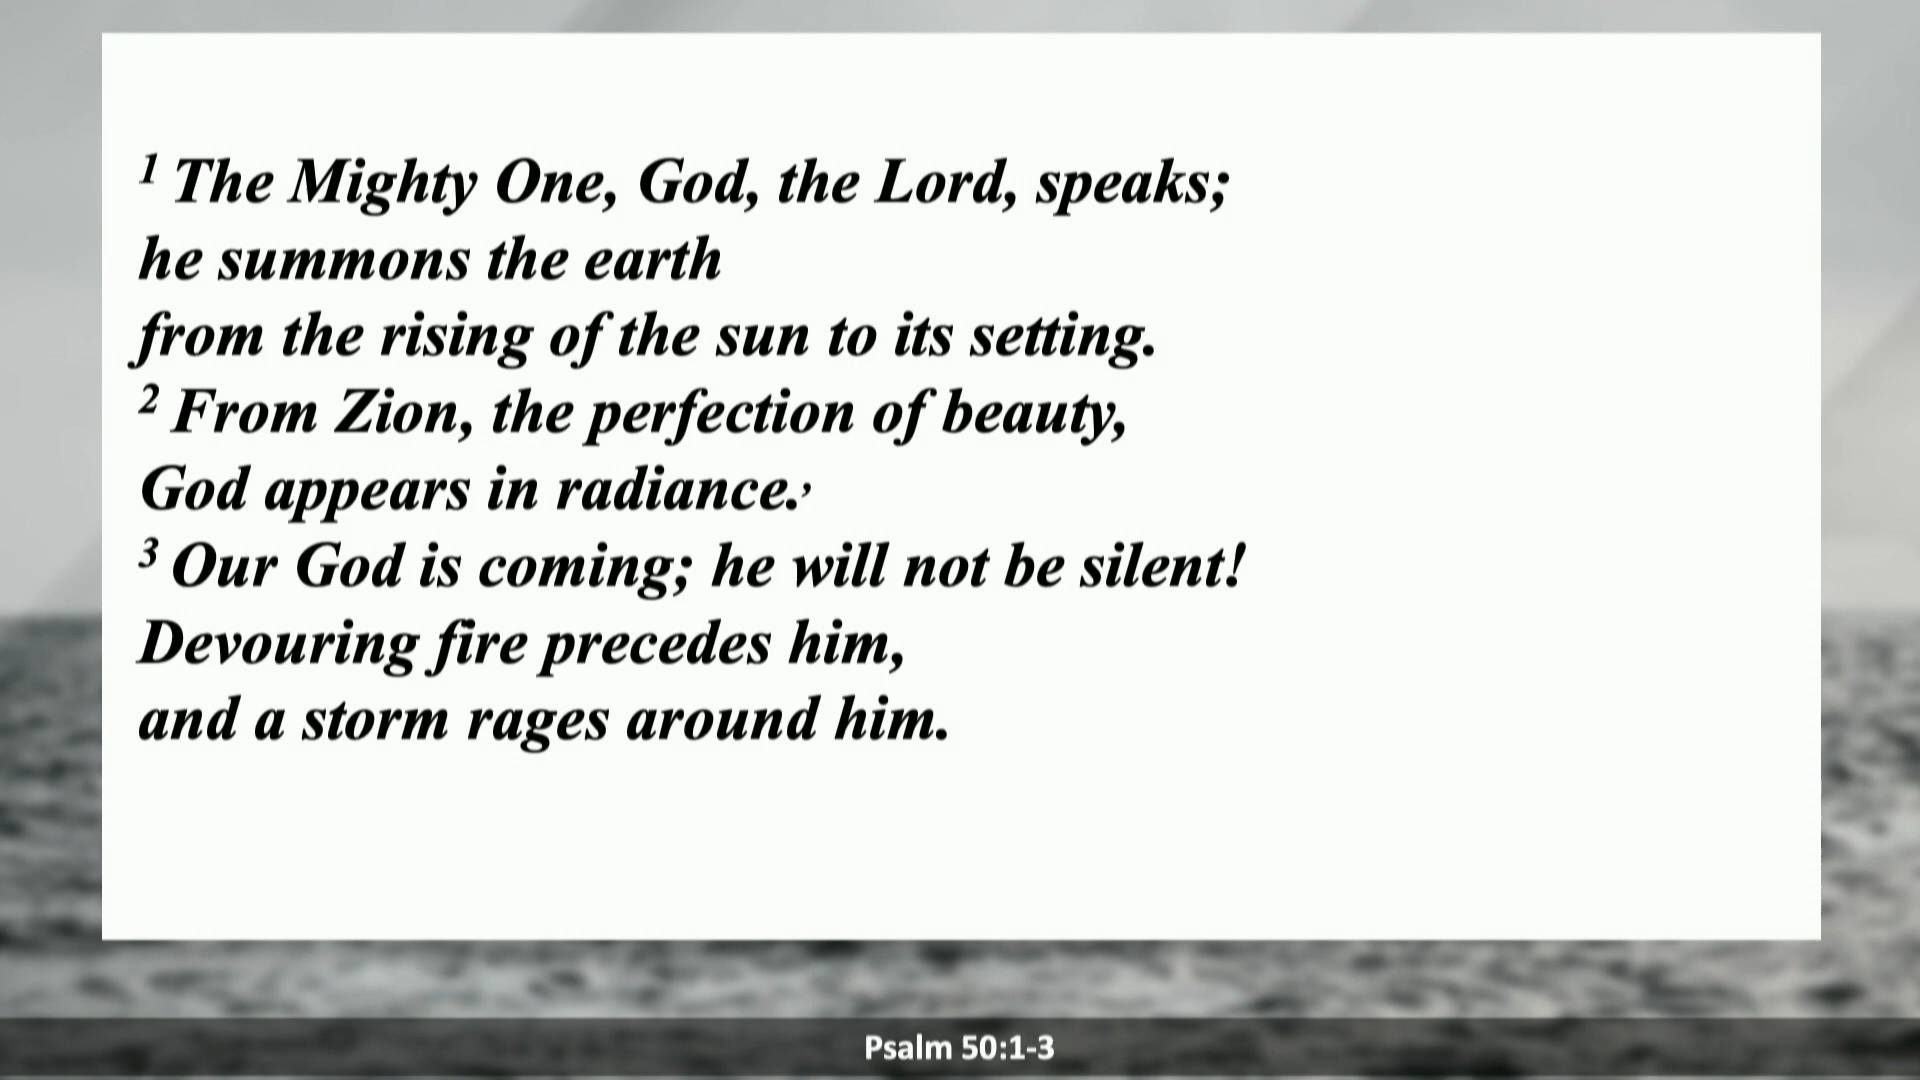 1 The Mighty One, God, the Lord, speaks;
he summons the earth
from the rising of the sun to its setting.
2 From Zion, the perfection of beauty,
God appears in radiance.,
3 Our God is coming; he will not be silent!
Devouring fire precedes him,
and a storm rages around him.
Psalm 50:1-3